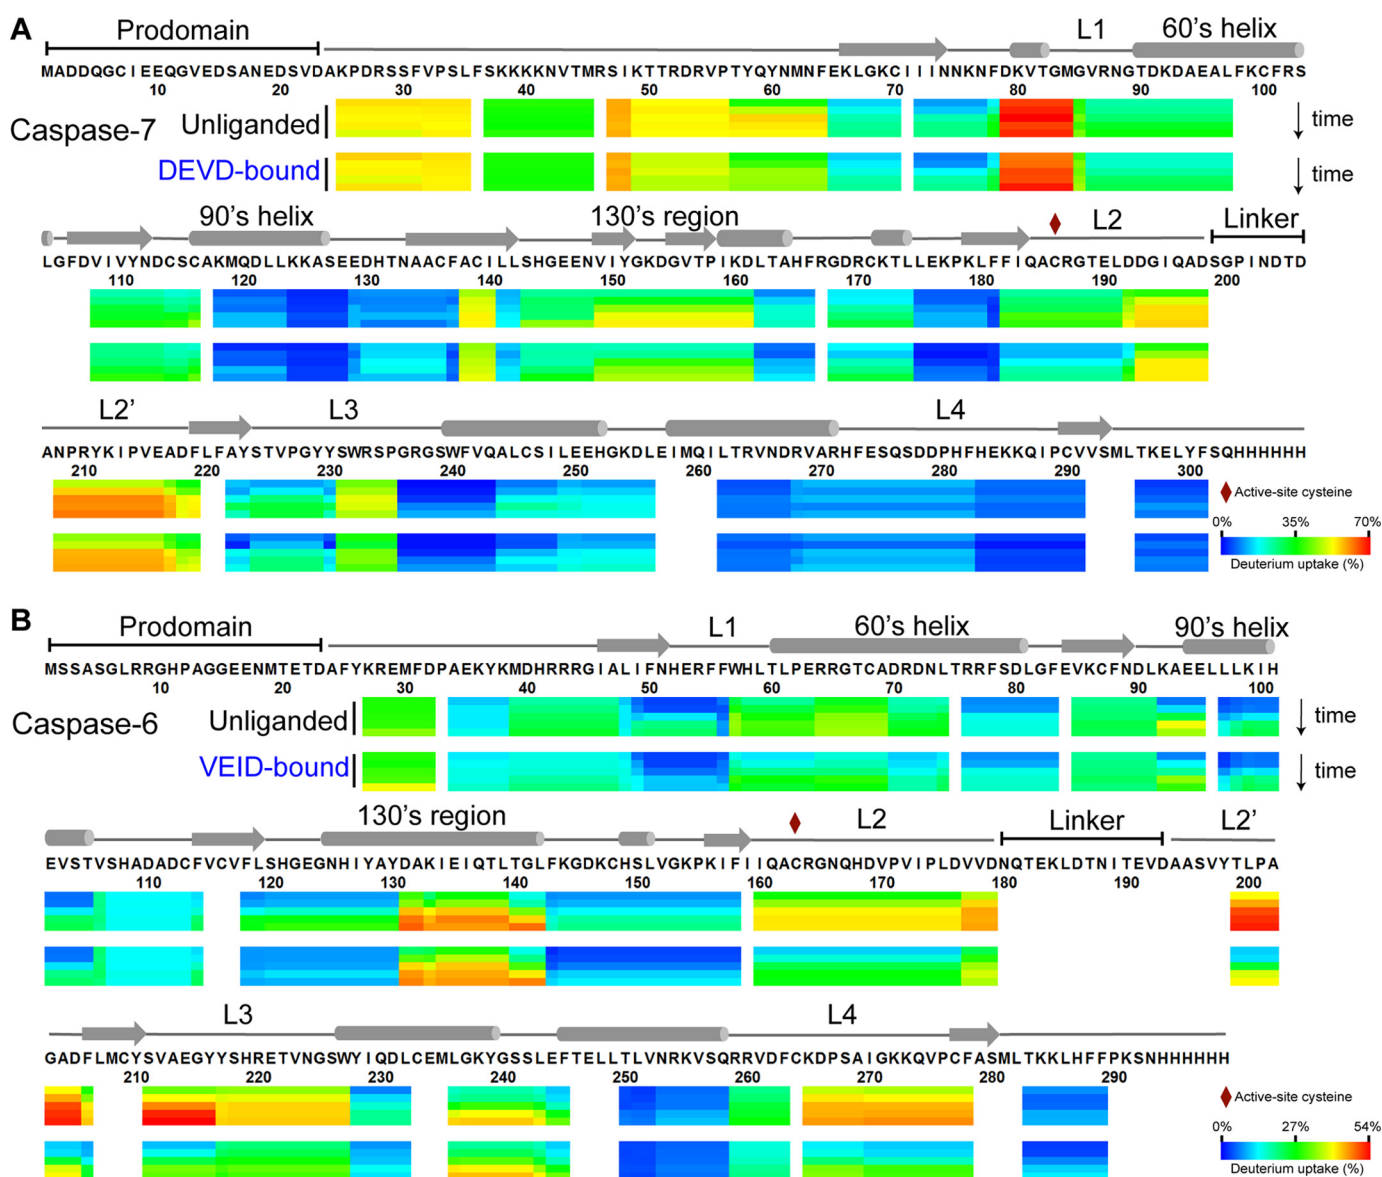 A
Prodomain L1 60's helix
MADDQGCIEEQGVEDSANEDSVDAKPDRSSFVPSLFSKKKKNVTMRSIKTTRDRVPTYQYNMNFEKLGKCIIINNKNFDKVTGMGVRNGTDKDAEALFKCFRS
10 20 30 40 50 60 70 80 90 100
Caspase-7 Unliganded time
DEVD-bound time
90's helix 130's region L2 Linker
LGFDVIVYNDCSCAKMQDLLKKASEEDHTNAACFACILLSHGEENVIYGKDGVTPIKDLTAHFRGDRCKTLLEKPKLFFIQACRGTELDDGIQADSGPINDTD
110 120 130 140 150 160 170 180 190 200
L2' L3 L4
ANPRYKIPVEADFLFAYSTVPGYYSWRSPGRGSWFVQALCSILEEHGKDLEIMQILTRVNDRVARHFESQSDDPHFHEKKQIPCVVSMLTKELYFSQHHHHHH
210 220 230 240 250 260 270 280 290 300
Active-site cysteine
0% 35% 70%
Deuterium uptake (%)
B
Prodomain L1 60's helix 90's helix
MSSASGLRRGHPAGGEENMTETDAFYKREMFDPAEKYKMDHRRRGIALIFNHERFFWHLTLPERRGTCADRDNLTRRFSDLGFEVKCFNDLKAEELLLKIH
10 20 30 40 50 60 70 80 90 100
Caspase-6 Unliganded time
VEID-bound time
130's region L2 Linker L2'
EVSTVSHADADCFVCVFLSHGEGNHIYAYDAKIEIQTLTGLFKGDKCHSLVGKPKIFIIQACRGNQHDVPVIPLDVVDNQTEKLDTNITEVDAASVYTLPA
110 120 130 140 150 160 170 180 190 200
L3 L4
GADFLMCYSVAEGYYSHRETVNGSWYIQDLCEMLGKYGSSLEFTELLTLVNRKVSQRRVDFCKDPSAIGKKQVPCFASMLTKKLHFFPKSNHHHHHH
210 220 230 240 250 260 270 280 290
Active-site cysteine
0% 27% 54%
Deuterium uptake (%)